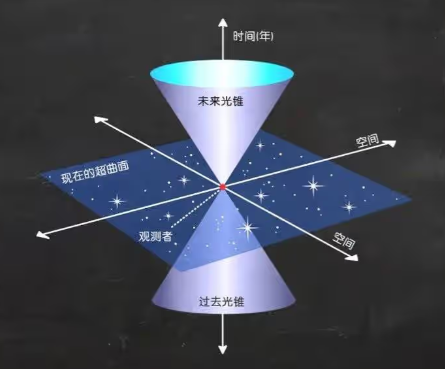 时间(年)
未来光锥
空间
现在的超曲面
观测者
空间
过去光锥